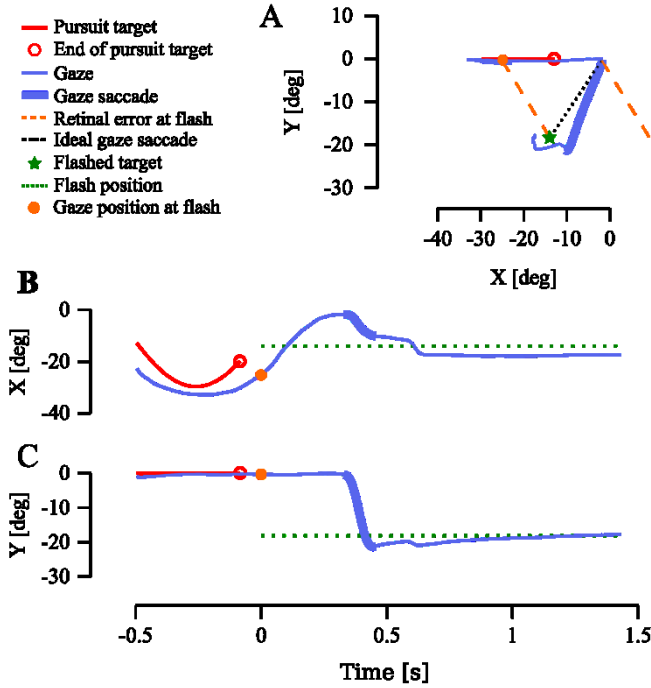 Pursuit target
End of pursuit target
Gaze
Gaze saccade
Retinal error at flash
Ideal gaze saccade
Flashed target
Flash position
Gaze position at flash
A
10
0
-10
-20
-30
Y [deg]
-40 -30 -20 -10 0
X [deg]
B
0
-20
-40
X [deg]
C
0
-10
-20
-30
Y [deg]
-0.5 0 0.5 1 1.5
Time [s]